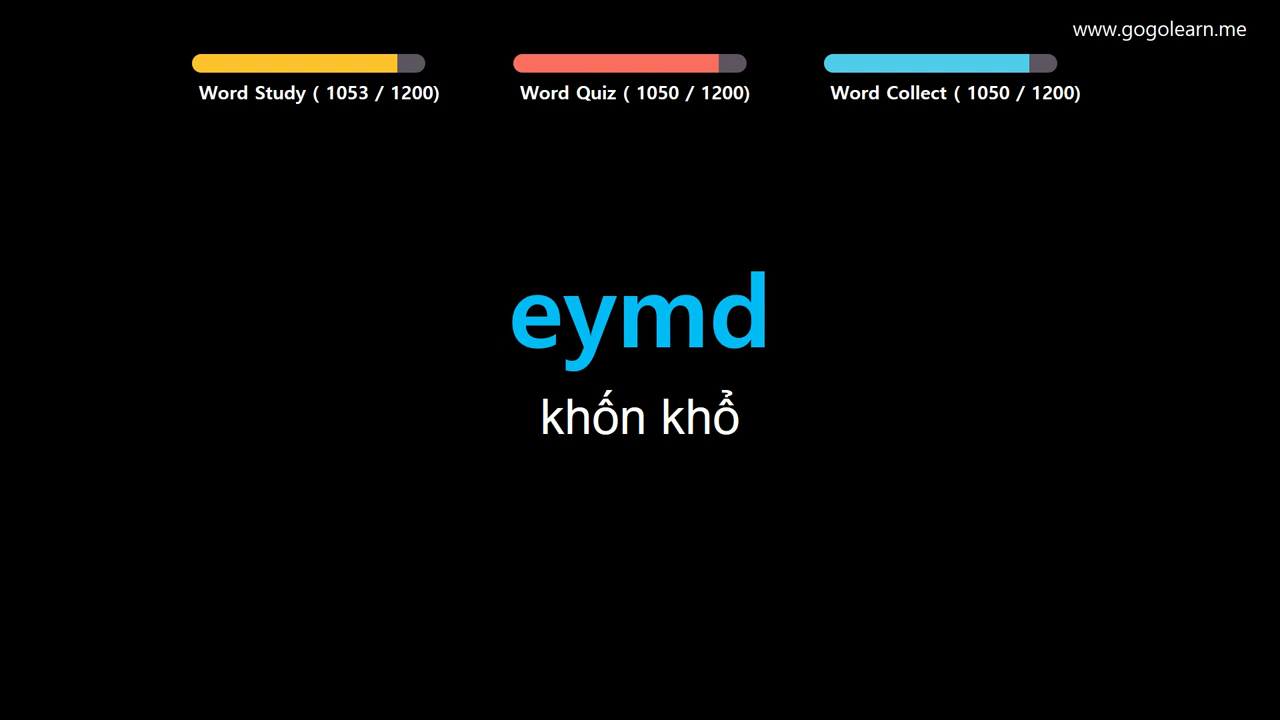 www.gogolearn.me
Word Study ( 1053 / 1200)
Word Quiz ( 1050 / 1200)
Word Collect ( 1050 / 1200)
eymd
khốn khổ